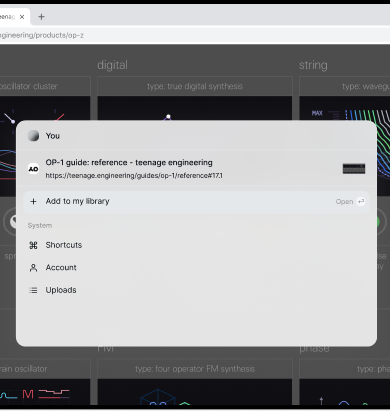 +
gineering/products/op-z
digital
string
oscillator cluster
type: true digital synthesis
type: wavegu
MAX
You
OP-1 guide: reference - teenage engineering
https://teenage.engineering/guides/op-1/reference#17.1
+ Add to my library
Open
System
Shortcuts
Account
Uploads
FM
phase
rain oscillator
type: four operator FM synthesis
type: pha
M